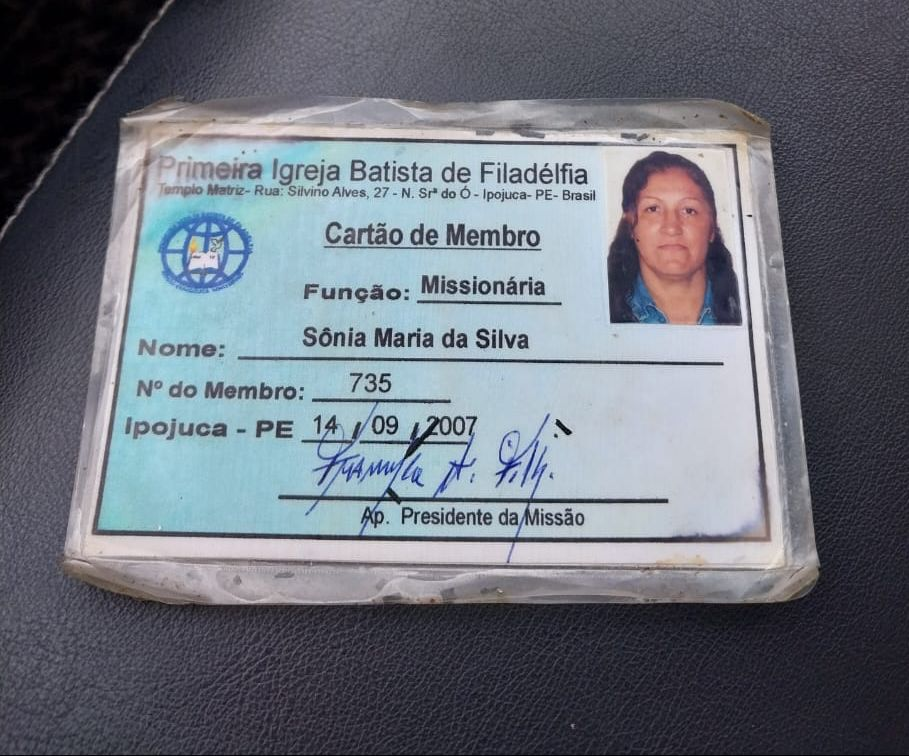 Primeira Igreja Batista de Filadélfia
Templo Matriz- Rua: Silvino Alves, 27 - N. Srª do Ó - Ipojuca- PE- Brasil
Cartão de Membro
Função: Missionária
Nome: Sônia Maria da Silva
Nº do Membro: 735
Ipojuca - PE 14 / 09 / 2007
Ap. Presidente da Missão